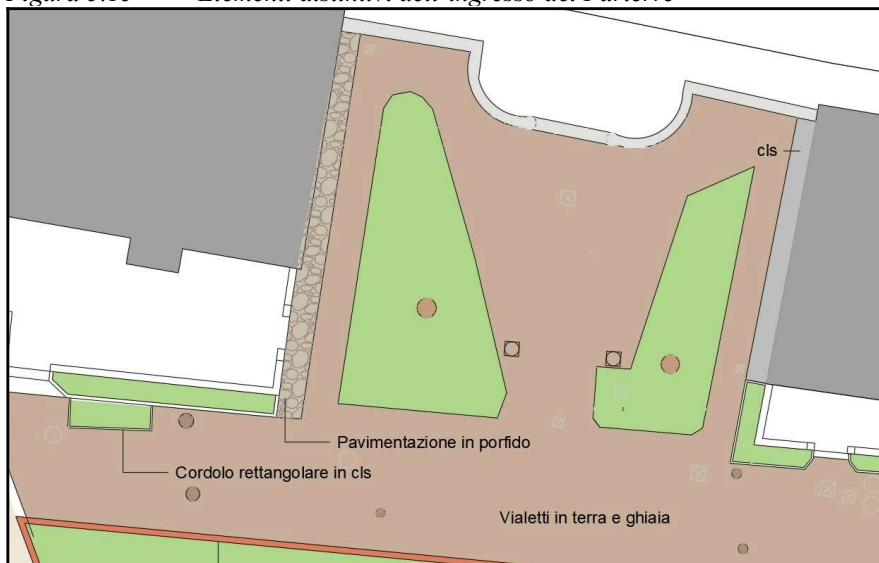 cls
Pavimentazione in porfido
Cordolo rettangolare in cls
Vialetti in terra e ghiaia